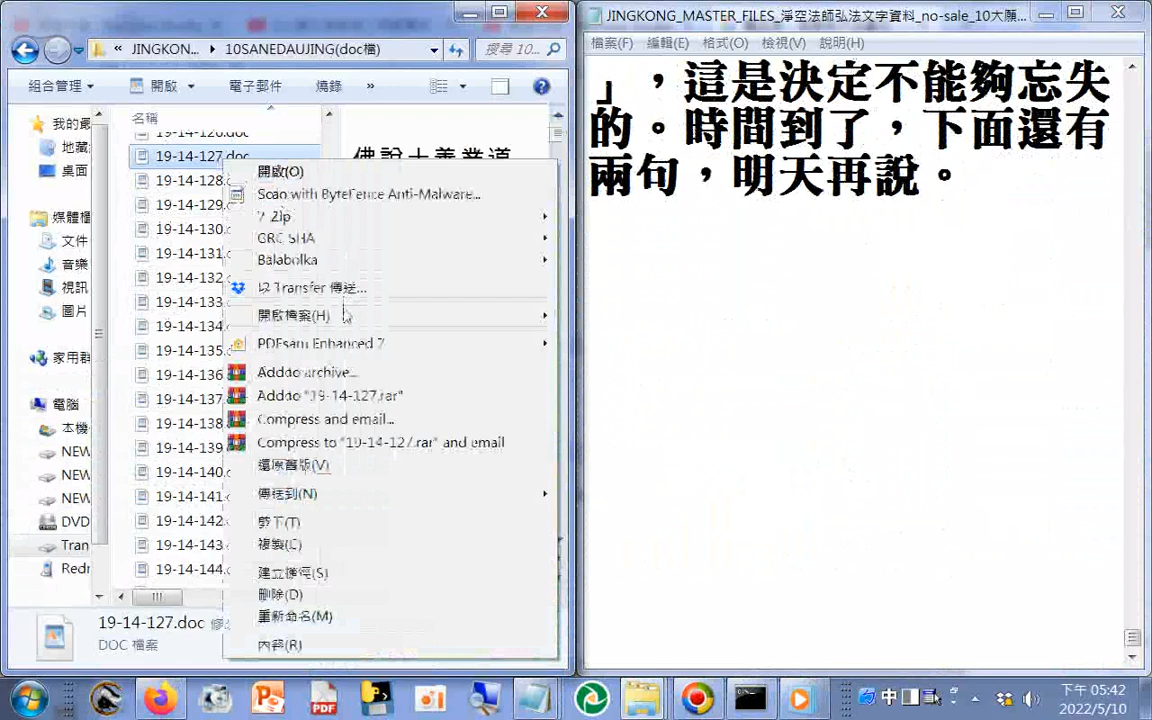 JINGKON...
10SANEDAUJING(doc檔)
搜尋 10...
組合管理
開啟
電子郵件
燒錄
»
我的最
地藏
桌面
媒體櫃
文件
音樂
視訊
圖片
家用群
電腦
本機
NEW
NEW
NEW
DVD
Tran
Redr
名稱
19-14-126.doc
19-14-127.doc
19-14-128.
19-14-129.
19-14-130.
19-14-131.
19-14-132.
19-14-133.
19-14-134.
19-14-135.
19-14-136
19-14-137.
19-14-138.
19-14-139
19-14-140.
19-14-141.
19-14-142.
19-14-143.
19-14-144.
佛說十善業道
開啟(O)
Scan with ByteFence Anti-Malware...
7-Zip
CRC SHA
Balabolka
以 Transfer 傳送...
開啟檔案(H)
PDFsam Enhanced 7
Add to archive...
Add to "19-14-127.rar"
Compress and email...
Compress to "19-14-127.rar" and email
還原舊版(V)
傳送到(N)
剪下(T)
複製(C)
建立捷徑(S)
刪除(D)
重新命名(M)
內容(R)
19-14-127.doc
DOC 檔案
JINGKONG_MASTER_FILES_淨空法師弘法文字資料_no-sale_10大願...
檔案(F) 編輯(E) 格式(O) 檢視(V) 說明(H)
」，這是決定不能夠忘失
的。時間到了，下面還有
兩句，明天再說。
中
下午 05:42
2022/5/10